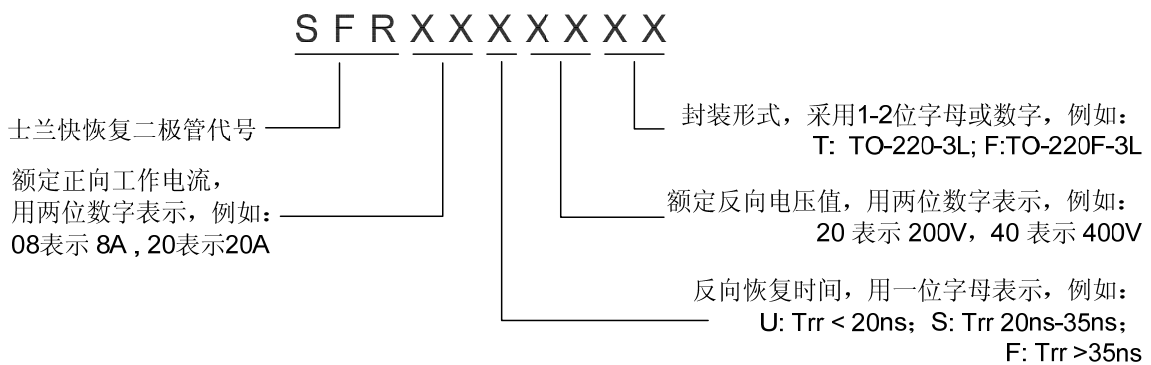 SFRXXXXXXX
士兰快恢复二极管代号
额定正向工作电流，
用两位数字表示，例如：
08表示 8A , 20表示20A
封装形式，采用1-2位字母或数字，例如：
T: TO-220-3L; F:TO-220F-3L
额定反向电压值，用两位数字表示，例如：
20 表示 200V，40 表示 400V
反向恢复时间，用一位字母表示，例如：
U: Trr < 20ns；S: Trr 20ns-35ns；
F: Trr >35ns